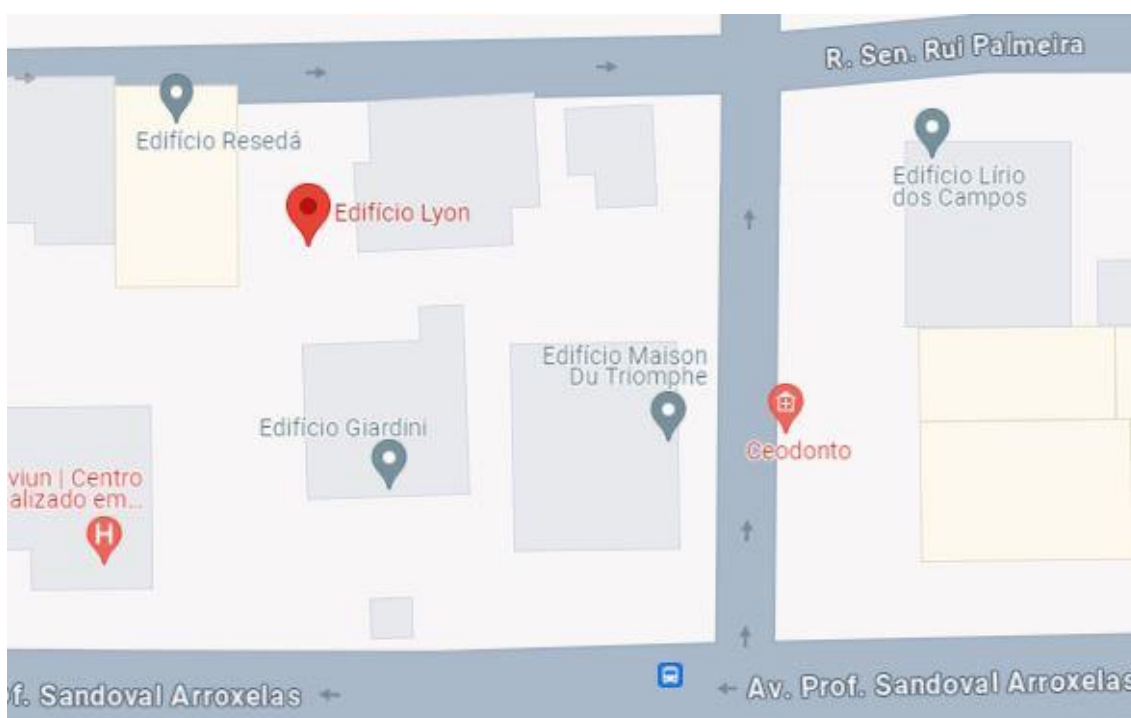 R. Sen. Rui Palmeira
Edifício Resedá
Edifício Lírio
dos Campos
Edifício Lyon
Edifício Maison
Du Triomphe
Edifício Giardini
Ceodonto
viun | Centro
alizado em...
H
f. Sandoval Arroxelas
Av. Prof. Sandoval Arroxelas